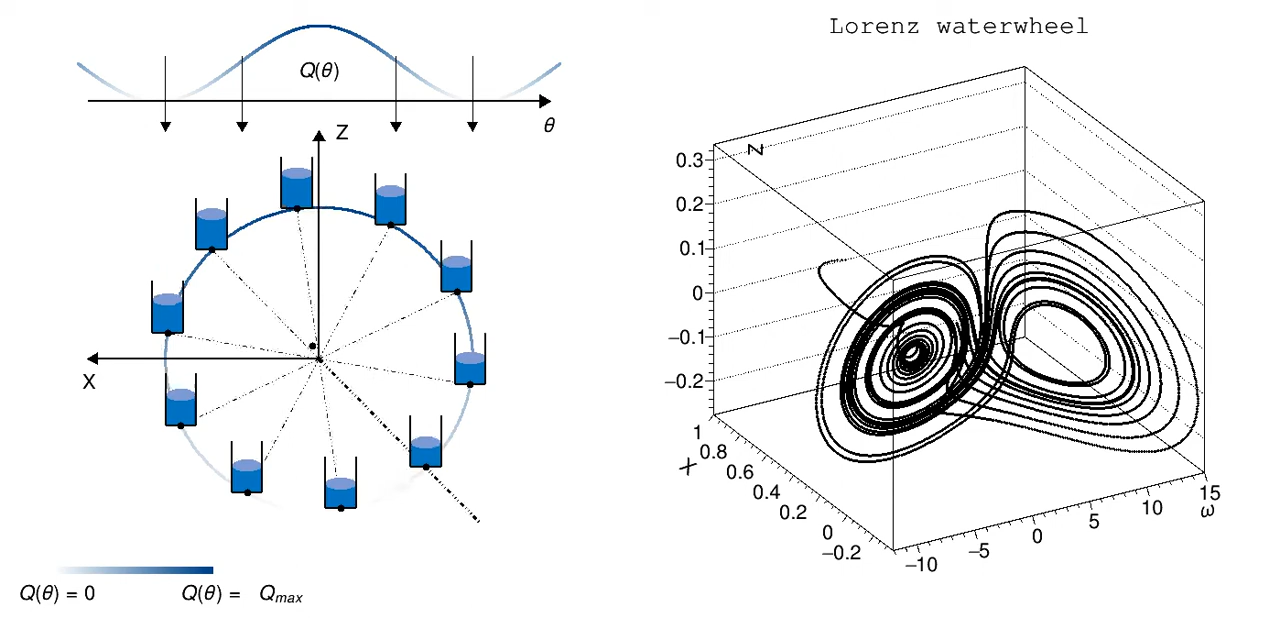 Q(θ)
θ
Z
X
Q(θ) = 0
Q(θ) = Qmax
Lorenz waterwheel
z
0.3
0.2
0.1
0
−0.1
−0.2
1
0.8
0.6
0.4
0.2
0
−0.2
x
−10
−5
0
5
10
15
ω